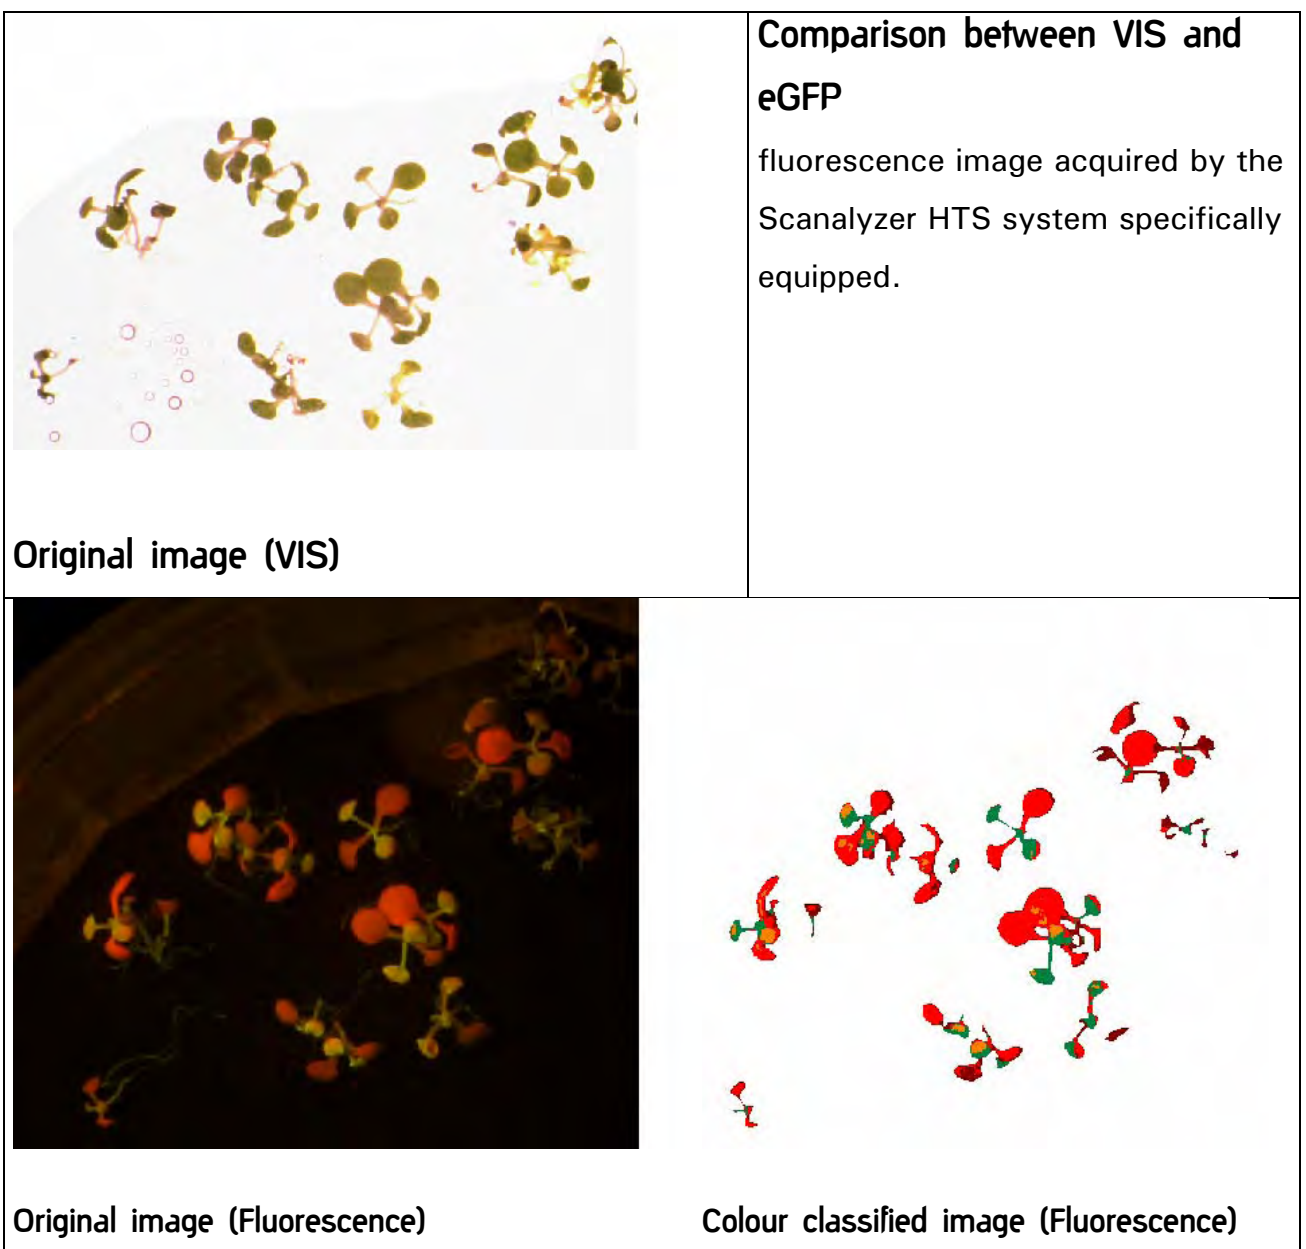 Comparison between VIS and
eGFP
fluorescence image acquired by the
Scanalyzer HTS system specifically
equipped.
Original image (VIS)
Original image (Fluorescence)
Colour classified image (Fluorescence)